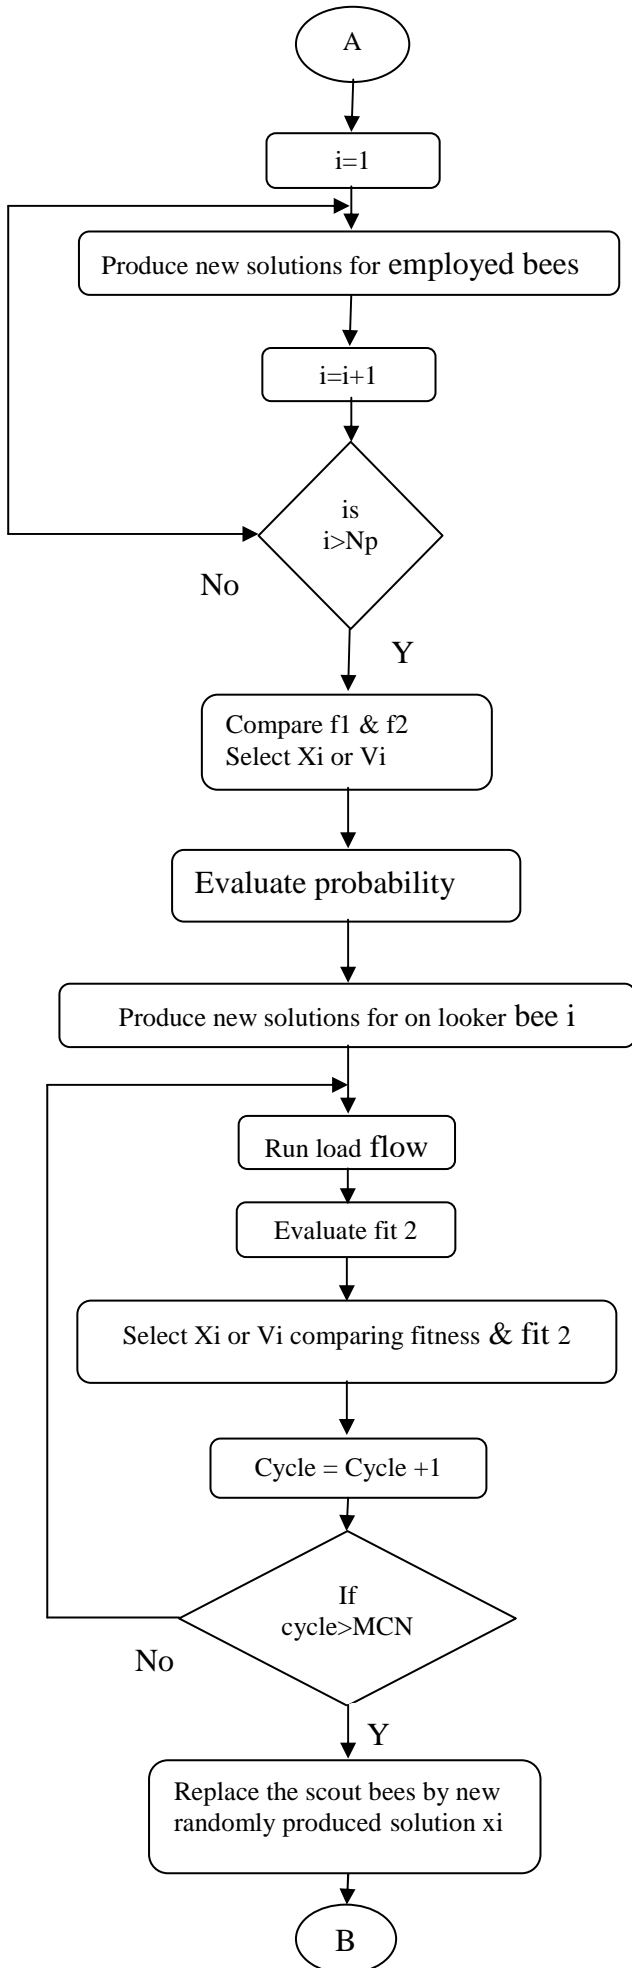 A
i=1
Produce new solutions for employed bees
i=i+1
is
i>Np
No
Y
Compare f1 & f2
Select Xi or Vi
Evaluate probability
Produce new solutions for on looker bee i
Run load flow
Evaluate fit 2
Select Xi or Vi comparing fitness & fit 2
Cycle = Cycle +1
If
cycle>MCN
No
Y
Replace the scout bees by new
randomly produced solution xi
B